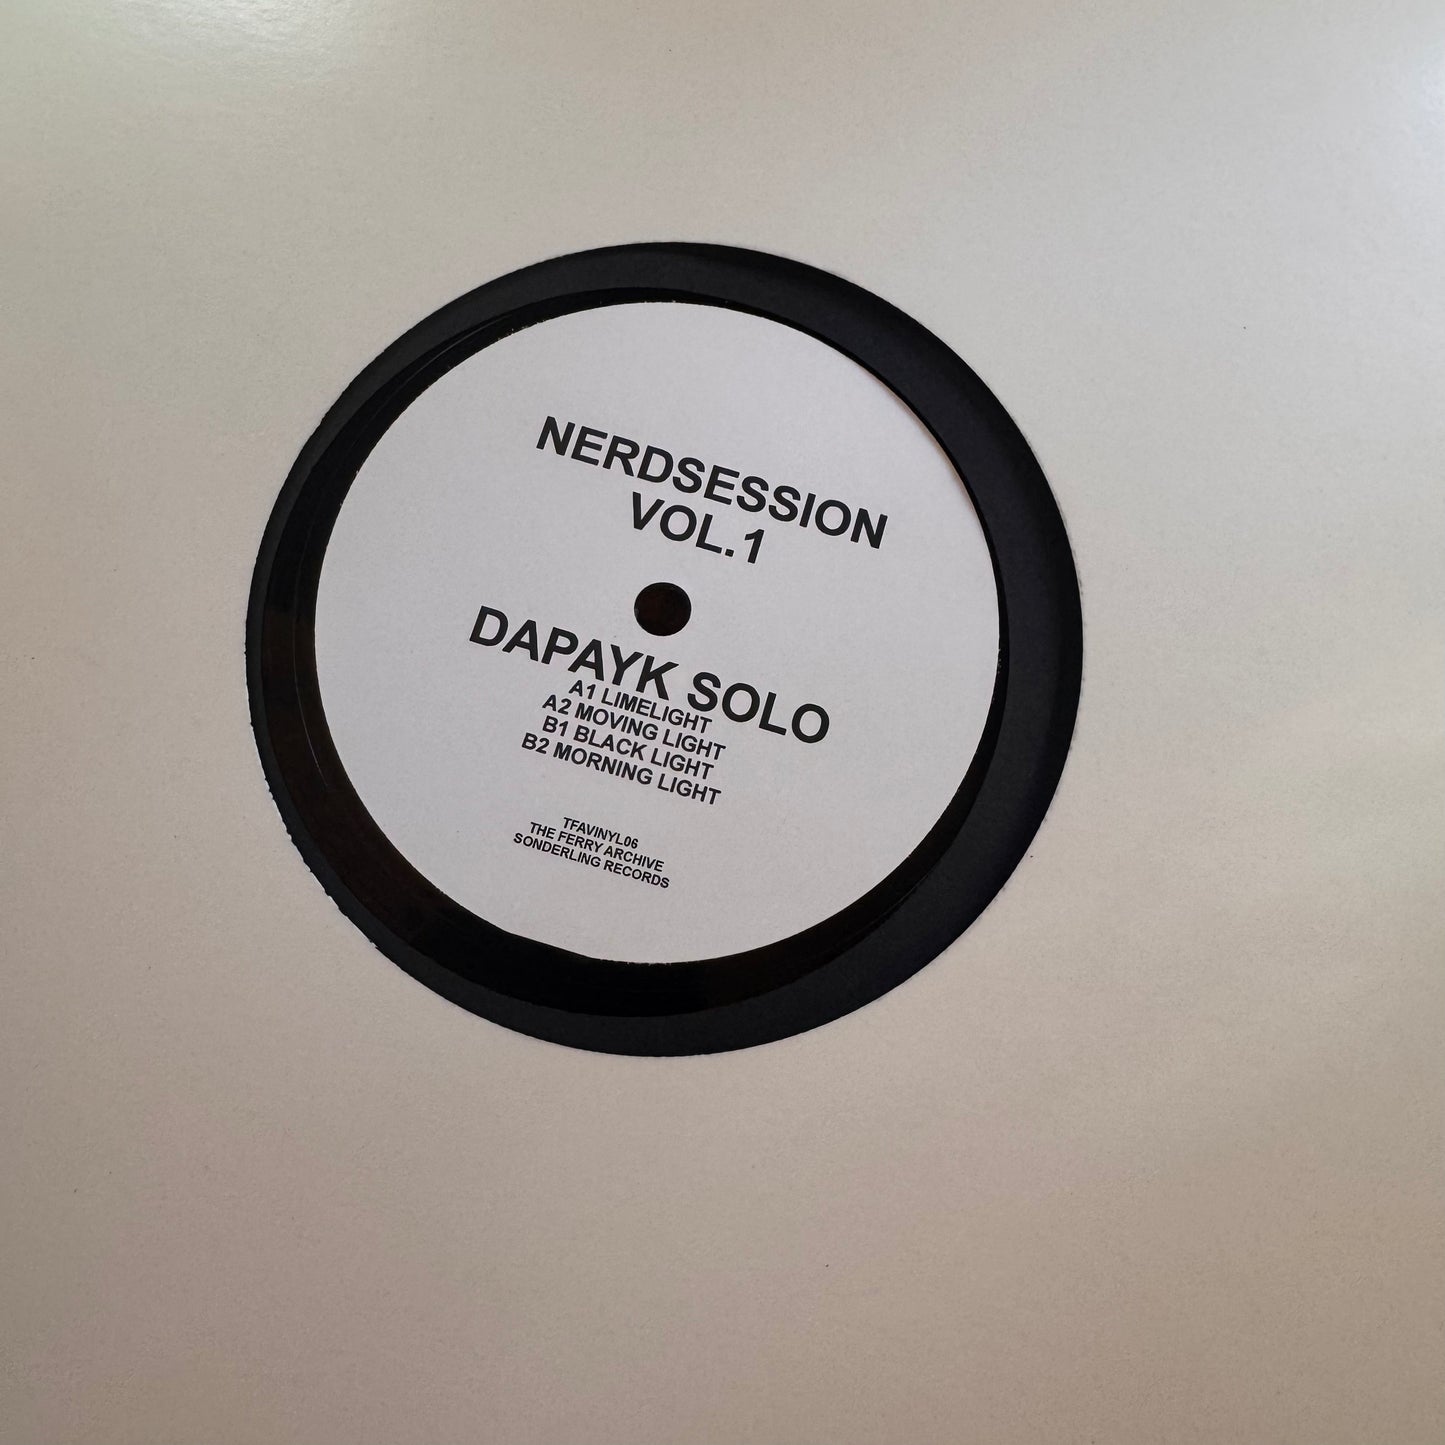 NERDSESSION
VOL.1
DAPAYK SOLO
A1 LIMELIGHT
A2 MOVING LIGHT
B1 BLACK LIGHT
B2 MORNING LIGHT
TFAVINYL06
THE FERRY ARCHIVE
SONDERLING RECORDS